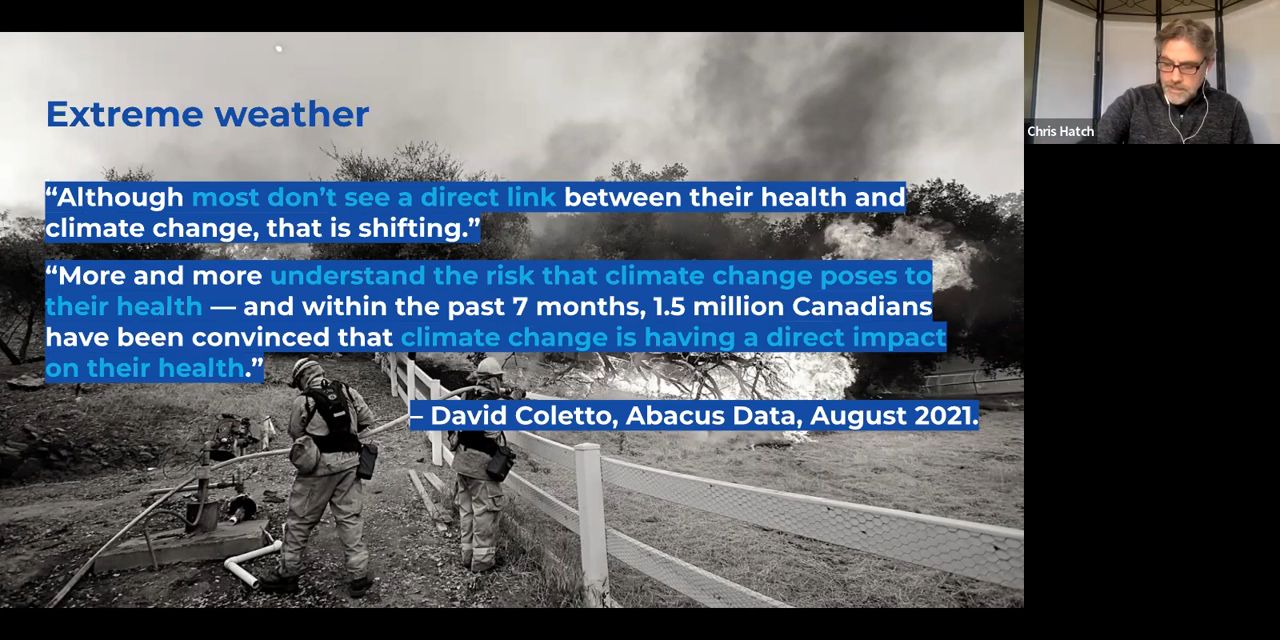 Extreme weather
“Although most don’t see a direct link between their health and
climate change, that is shifting.”
“More and more understand the risk that climate change poses to
their health — and within the past 7 months, 1.5 million Canadians
have been convinced that climate change is having a direct impact
on their health.”
– David Coletto, Abacus Data, August 2021.
Chris Hatch